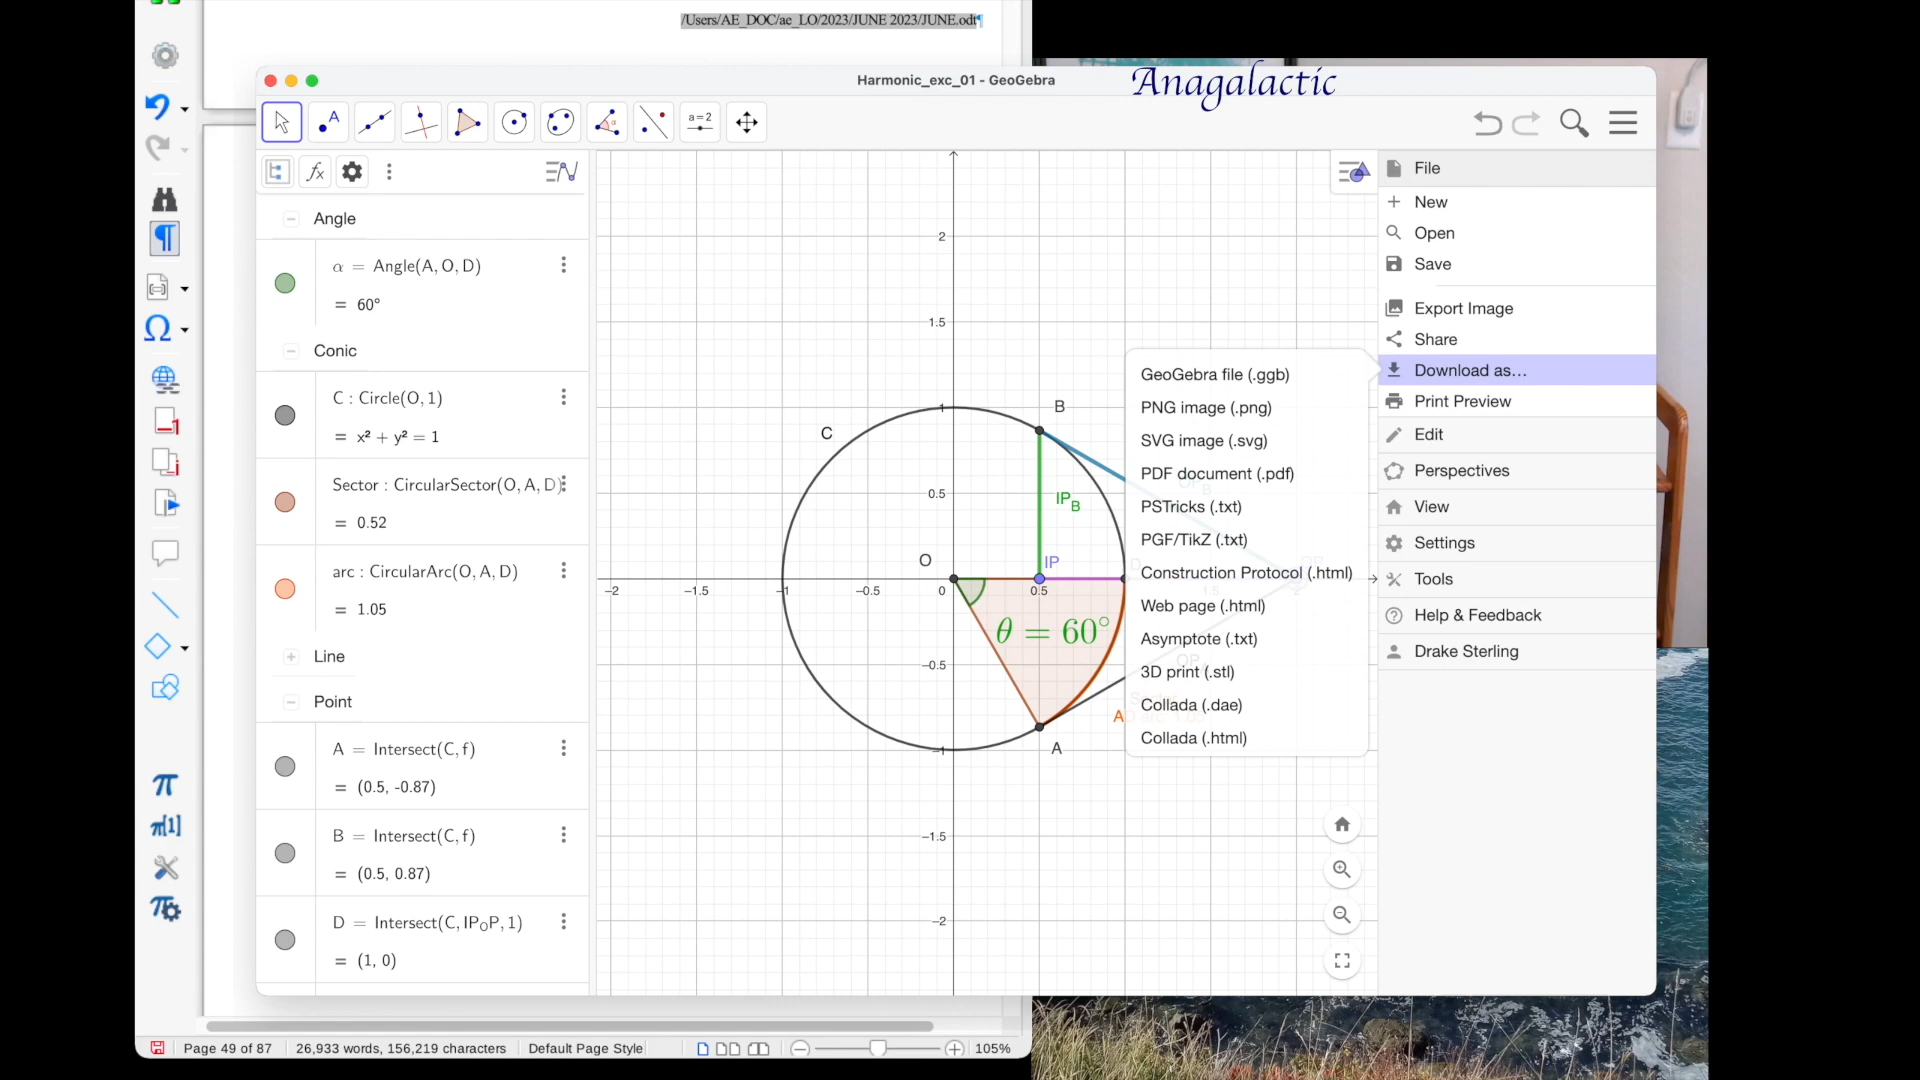 /Users/AE_DOC/ae_LO/2023/JUNE 2023/JUNE.odt¶
Harmonic_exc_01 - GeoGebra
Anagalactic
A
α
a=2
fx
Angle
α = Angle(A, O, D)
= 60°
Conic
C : Circle(O, 1)
= x² + y² = 1
Sector : CircularSector(O, A, D)
= 0.52
arc : CircularArc(O, A, D)
= 1.05
Line
Point
A = Intersect(C, f)
= (0.5, -0.87)
B = Intersect(C, f)
= (0.5, 0.87)
D = Intersect(C, IP_OP, 1)
= (1, 0)
2
1.5
1
0.5
−2
−1
−0.5
0
0.5
−0.5
−1
−1.5
−2
C
B
O
IP_B
IP
θ = 60°
A
GeoGebra file (.ggb)
PNG image (.png)
SVG image (.svg)
PDF document (.pdf)
PSTricks (.txt)
PGF/TikZ (.txt)
Construction Protocol (.html)
Web page (.html)
Asymptote (.txt)
3D print (.stl)
Collada (.dae)
Collada (.html)
File
New
Open
Save
Export Image
Share
Download as…
Print Preview
Edit
Perspectives
View
Settings
Tools
Help & Feedback
Drake Sterling
Page 49 of 87
26,933 words, 156,219 characters
Default Page Style
105%